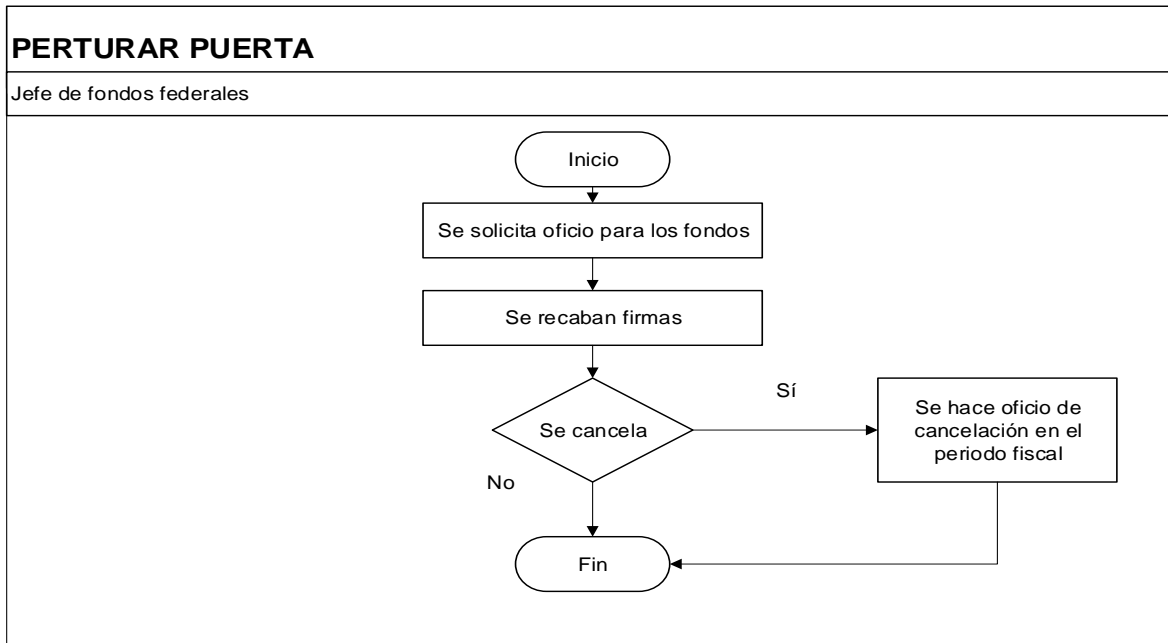 PERTURAR PUERTA
Jefe de fondos federales
Inicio
Se solicita oficio para los fondos
Se recaban firmas
Se cancela
Sí
Se hace oficio de
cancelación en el
periodo fiscal
No
Fin